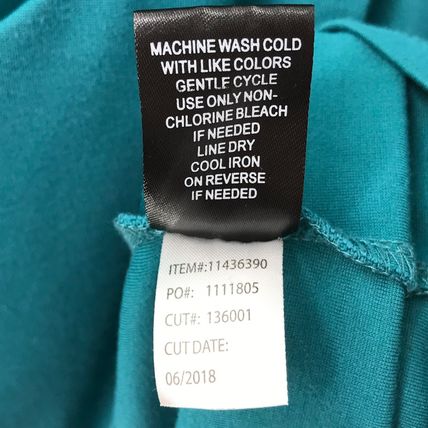 MACHINE WASH COLD
WITH LIKE COLORS
GENTLE CYCLE
USE ONLY NON-
CHLORINE BLEACH
IF NEEDED
LINE DRY
COOL IRON
ON REVERSE
IF NEEDED
ITEM#:11436390
PO#: 1111805
CUT#: 136001
CUT DATE:
06/2018